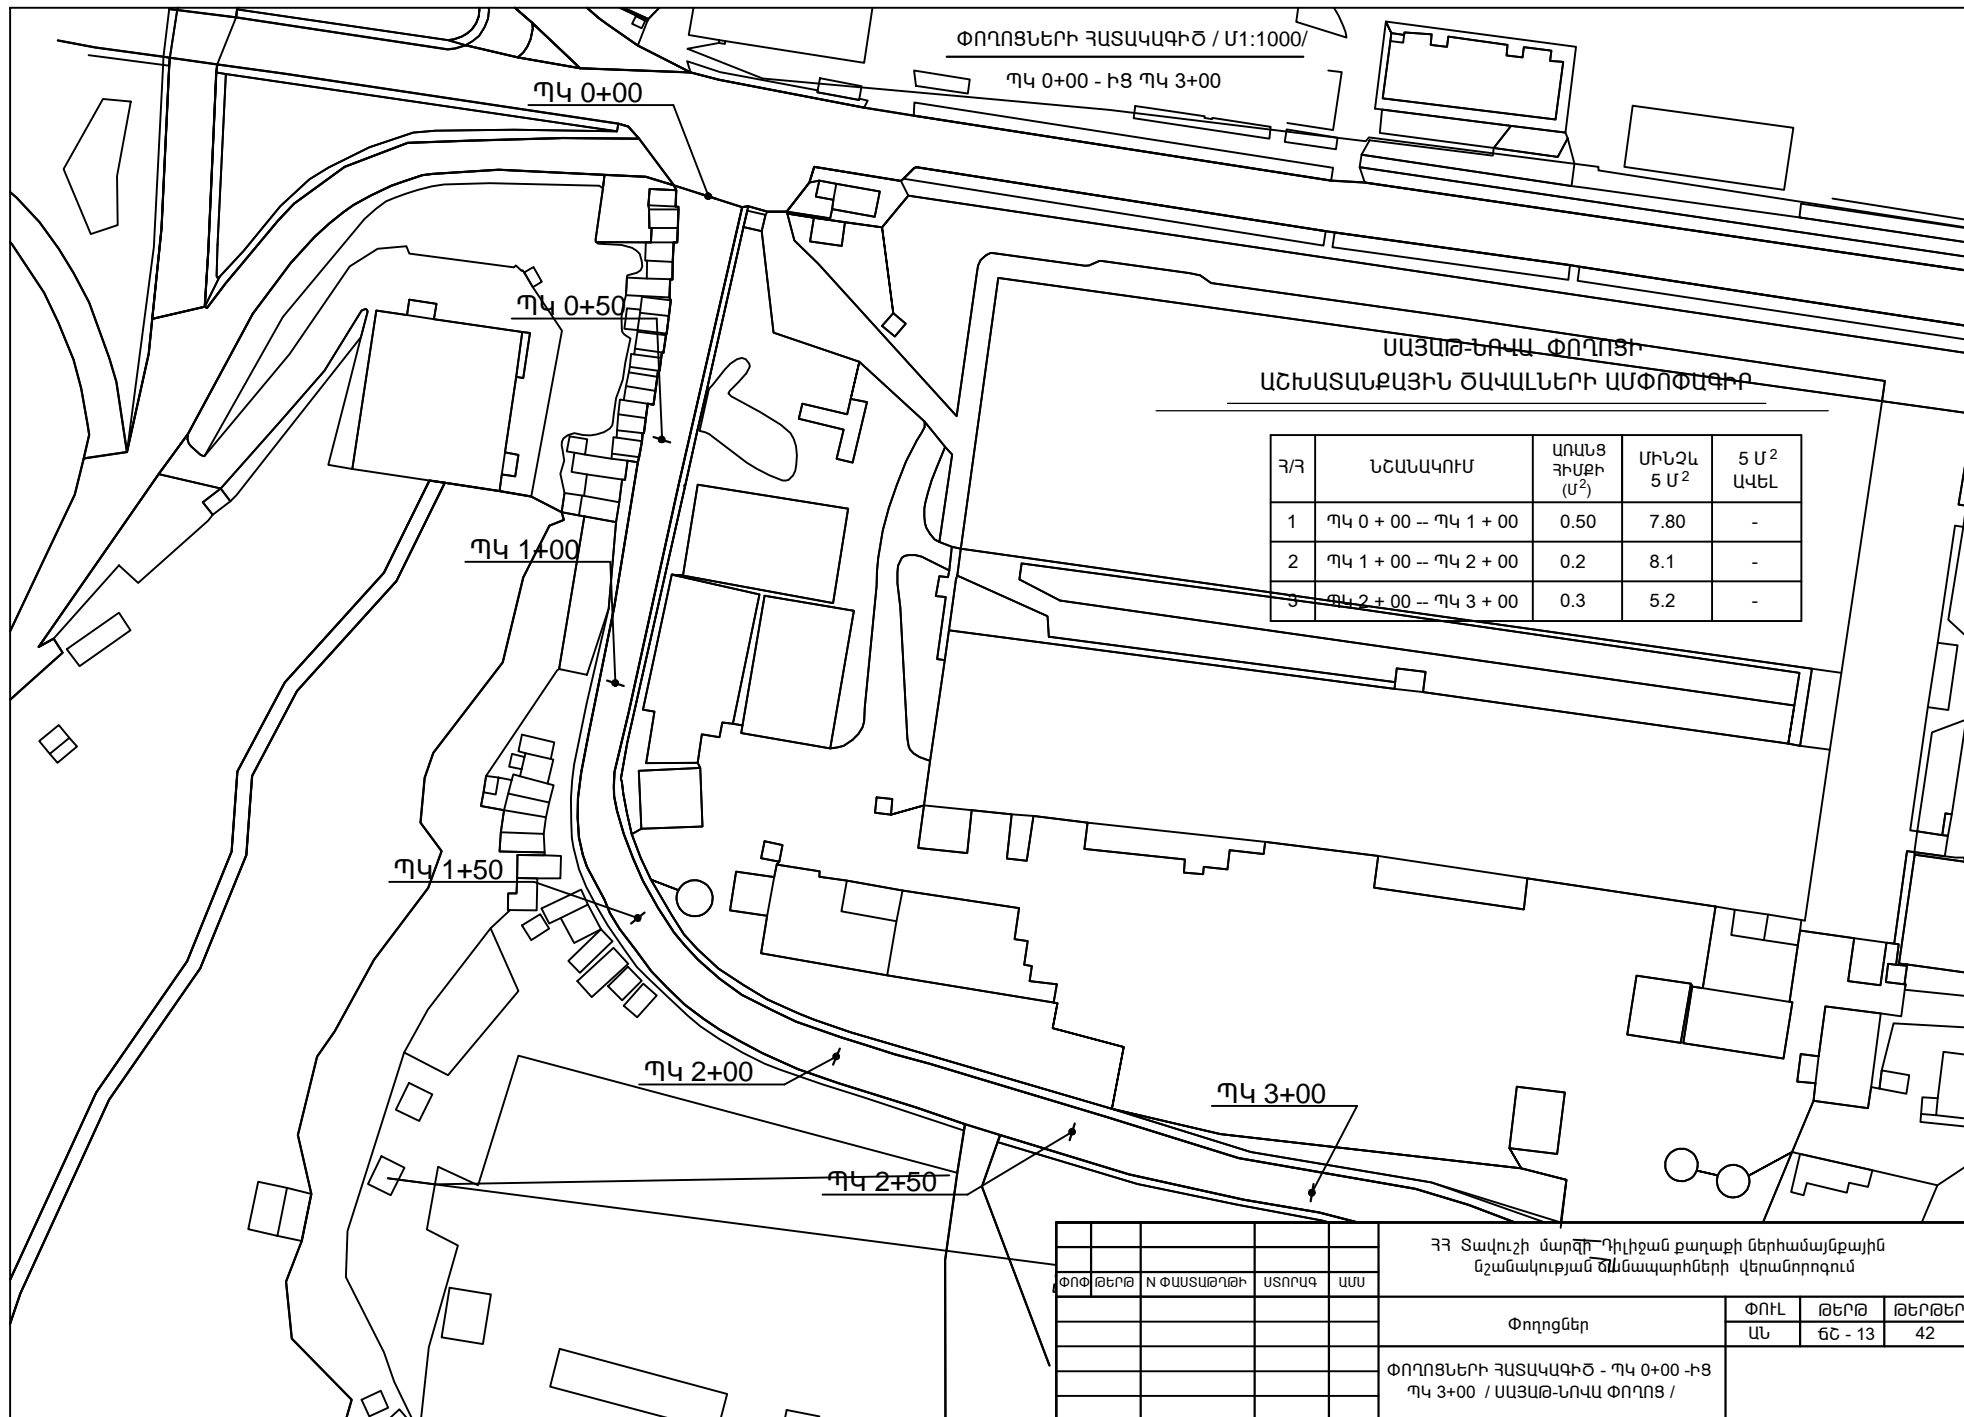 ՓՈՂՈՑՆԵՐԻ ՀԱՏԱԿԱԳԻԾ / Մ1:1000/
ՊԿ 0+00 - ԻՑ ՊԿ 3+00
ՊԿ 0+00
ՊԿ 0+50
ՊԿ 1+00
ՊԿ 1+50
ՊԿ 2+00
ՊԿ 2+50
ՊԿ 3+00
ՍԱՅԱԹ-ՆՈՎԱ ՓՈՂՈՑԻ
ԱՇԽԱՏԱՆՔԱՅԻՆ ԾԱՎԱԼՆԵՐԻ ԱՄՓՈՓԱԳԻՐ
Հ/Հ ՆՇԱՆԱԿՈՒՄ ԱՌԱՆՑ ՀԻՄՔԻ (Մ²) ՄԻՆՉև 5 Մ² 5 Մ² ԱՎԵԼ
1 ՊԿ 0 + 00 -- ՊԿ 1 + 00 0.50 7.80 -
2 ՊԿ 1 + 00 -- ՊԿ 2 + 00 0.2 8.1 -
3 ՊԿ 2 + 00 -- ՊԿ 3 + 00 0.3 5.2 -
ՀՀ Տավուշի մարզի Դիլիջան քաղաքի ներհամայնքային
նշանակության ճանապարհների վերանորոգում
ՓՈՓ ԹԵՐԹ N ՓԱՍՏԱԹՂԹԻ ՍՏՈՐԱԳ ԱՄՍ
Փողոցներ
ՓՈՒԼ ԹԵՐԹ ԹԵՐԹԵՐ
ԱՆ ՃՇ - 13 42
ՓՈՂՈՑՆԵՐԻ ՀԱՏԱԿԱԳԻԾ - ՊԿ 0+00 -ԻՑ
ՊԿ 3+00 / ՍԱՅԱԹ-ՆՈՎԱ ՓՈՂՈՑ /